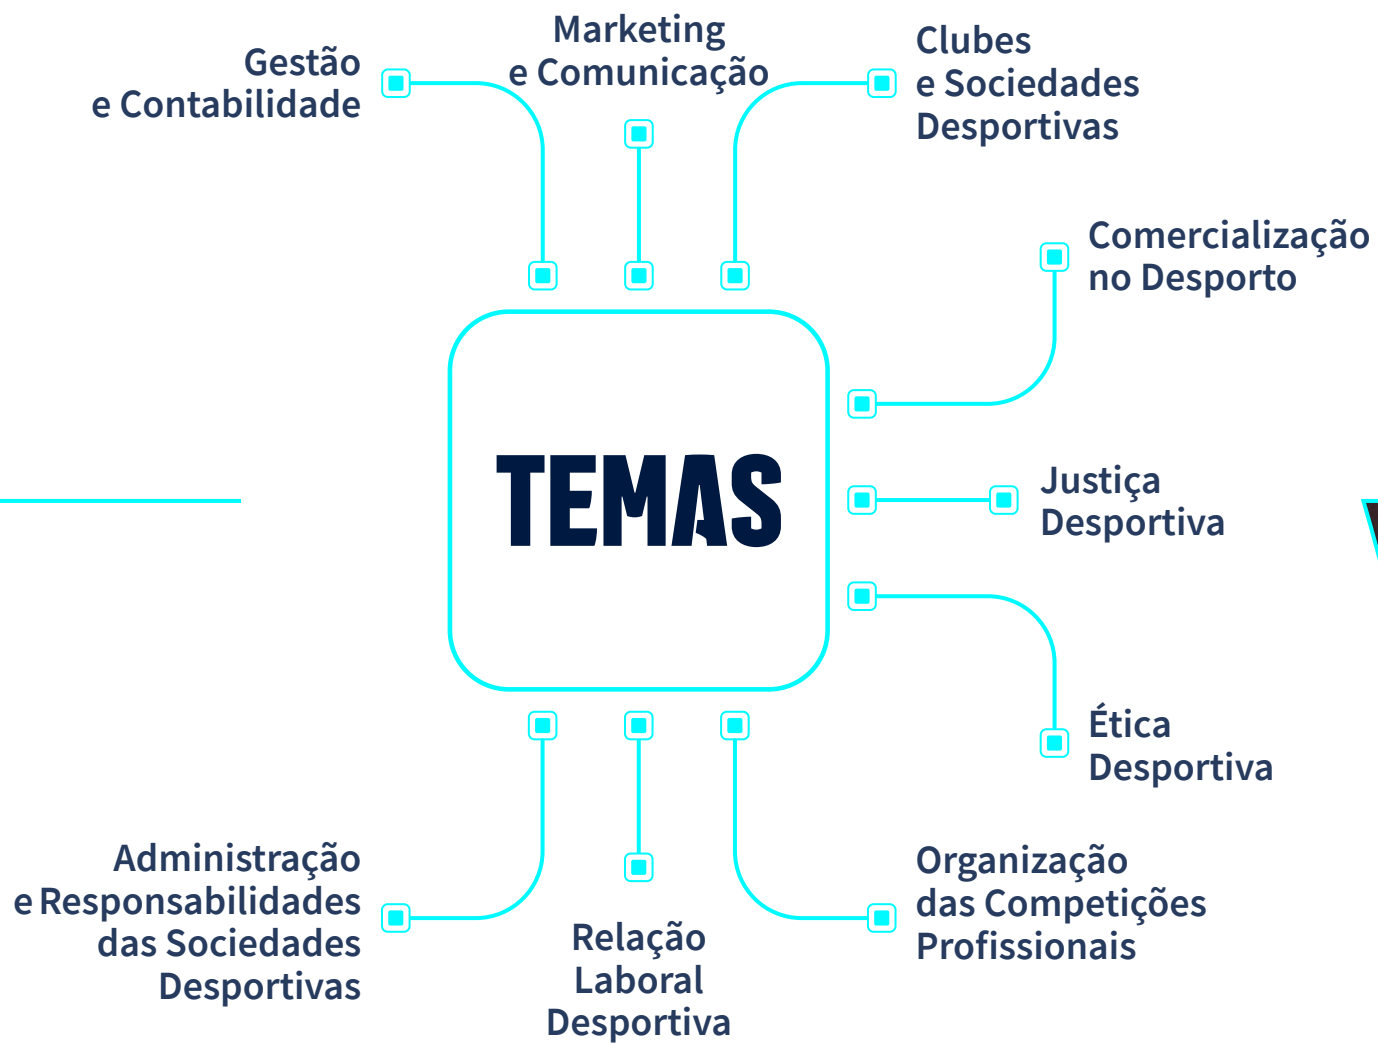 Gestão
e Contabilidade
Marketing
e Comunicação
Clubes
e Sociedades
Desportivas
Comercialização
no Desporto
TEMAS
Justiça
Desportiva
Ética
Desportiva
Administração
e Responsabilidades
das Sociedades
Desportivas
Relação
Laboral
Desportiva
Organização
das Competições
Profissionais